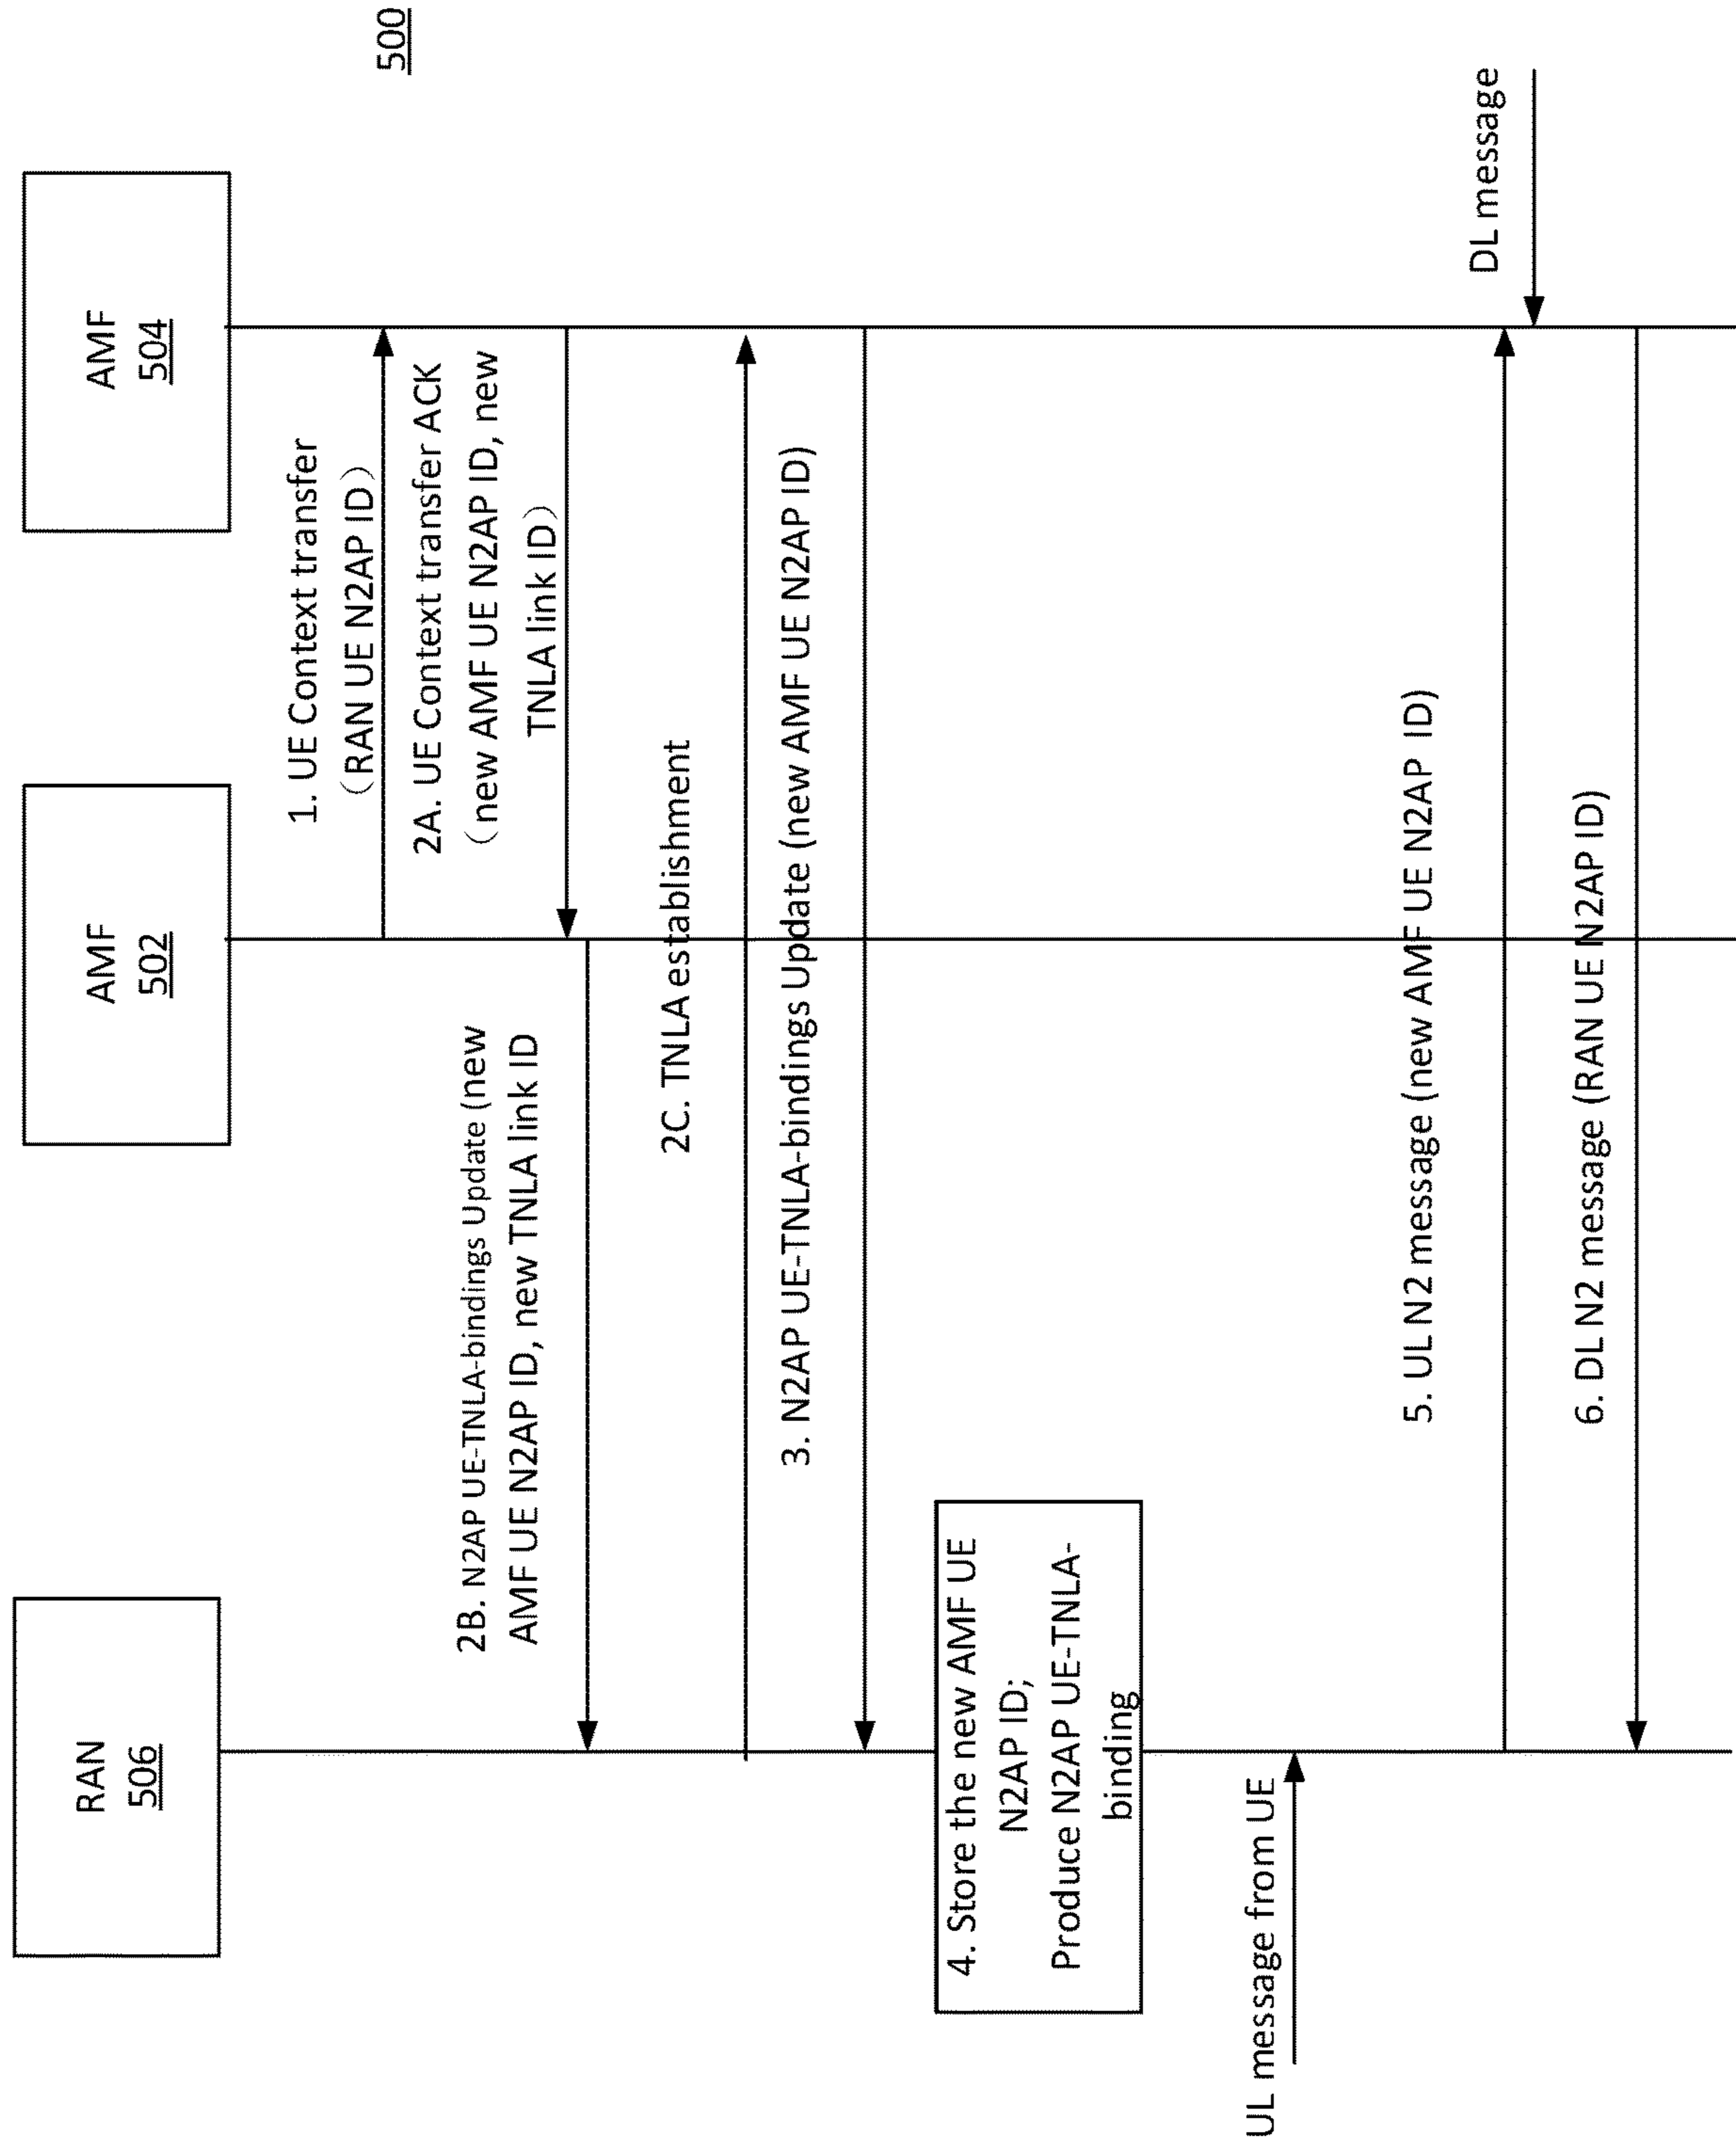 500
RAN
506
AMF
502
AMF
504
1. UE Context transfer
（RAN UE N2AP ID）
2A. UE Context transfer ACK
（new AMF UE N2AP ID, new
TNLA link ID）
2B. N2AP UE-TNLA-bindings Update (new
AMF UE N2AP ID, new TNLA link ID
2C. TNLA establishment
3. N2AP UE-TNLA-bindings Update (new AMF UE N2AP ID)
4. Store the new AMF UE
N2AP ID;
Produce N2AP UE-TNLA-
binding
UL message from UE
5. UL N2 message (new AMF UE N2AP ID)
DL message
6. DL N2 message (RAN UE N2AP ID)